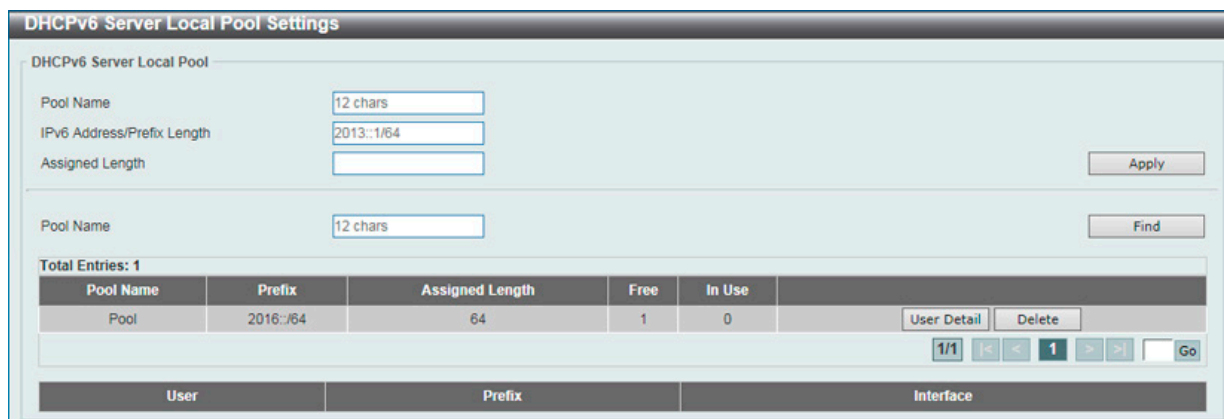 DHCPv6 Server Local Pool Settings
DHCPv6 Server Local Pool
Pool Name 12 chars
IPv6 Address/Prefix Length 2013::1/64
Assigned Length Apply
Pool Name 12 chars Find
Total Entries: 1
Pool Name Prefix Assigned Length Free In Use
Pool 2016::/64 64 1 0 User Detail Delete
1/1 |< < 1 > >| Go
User Prefix Interface